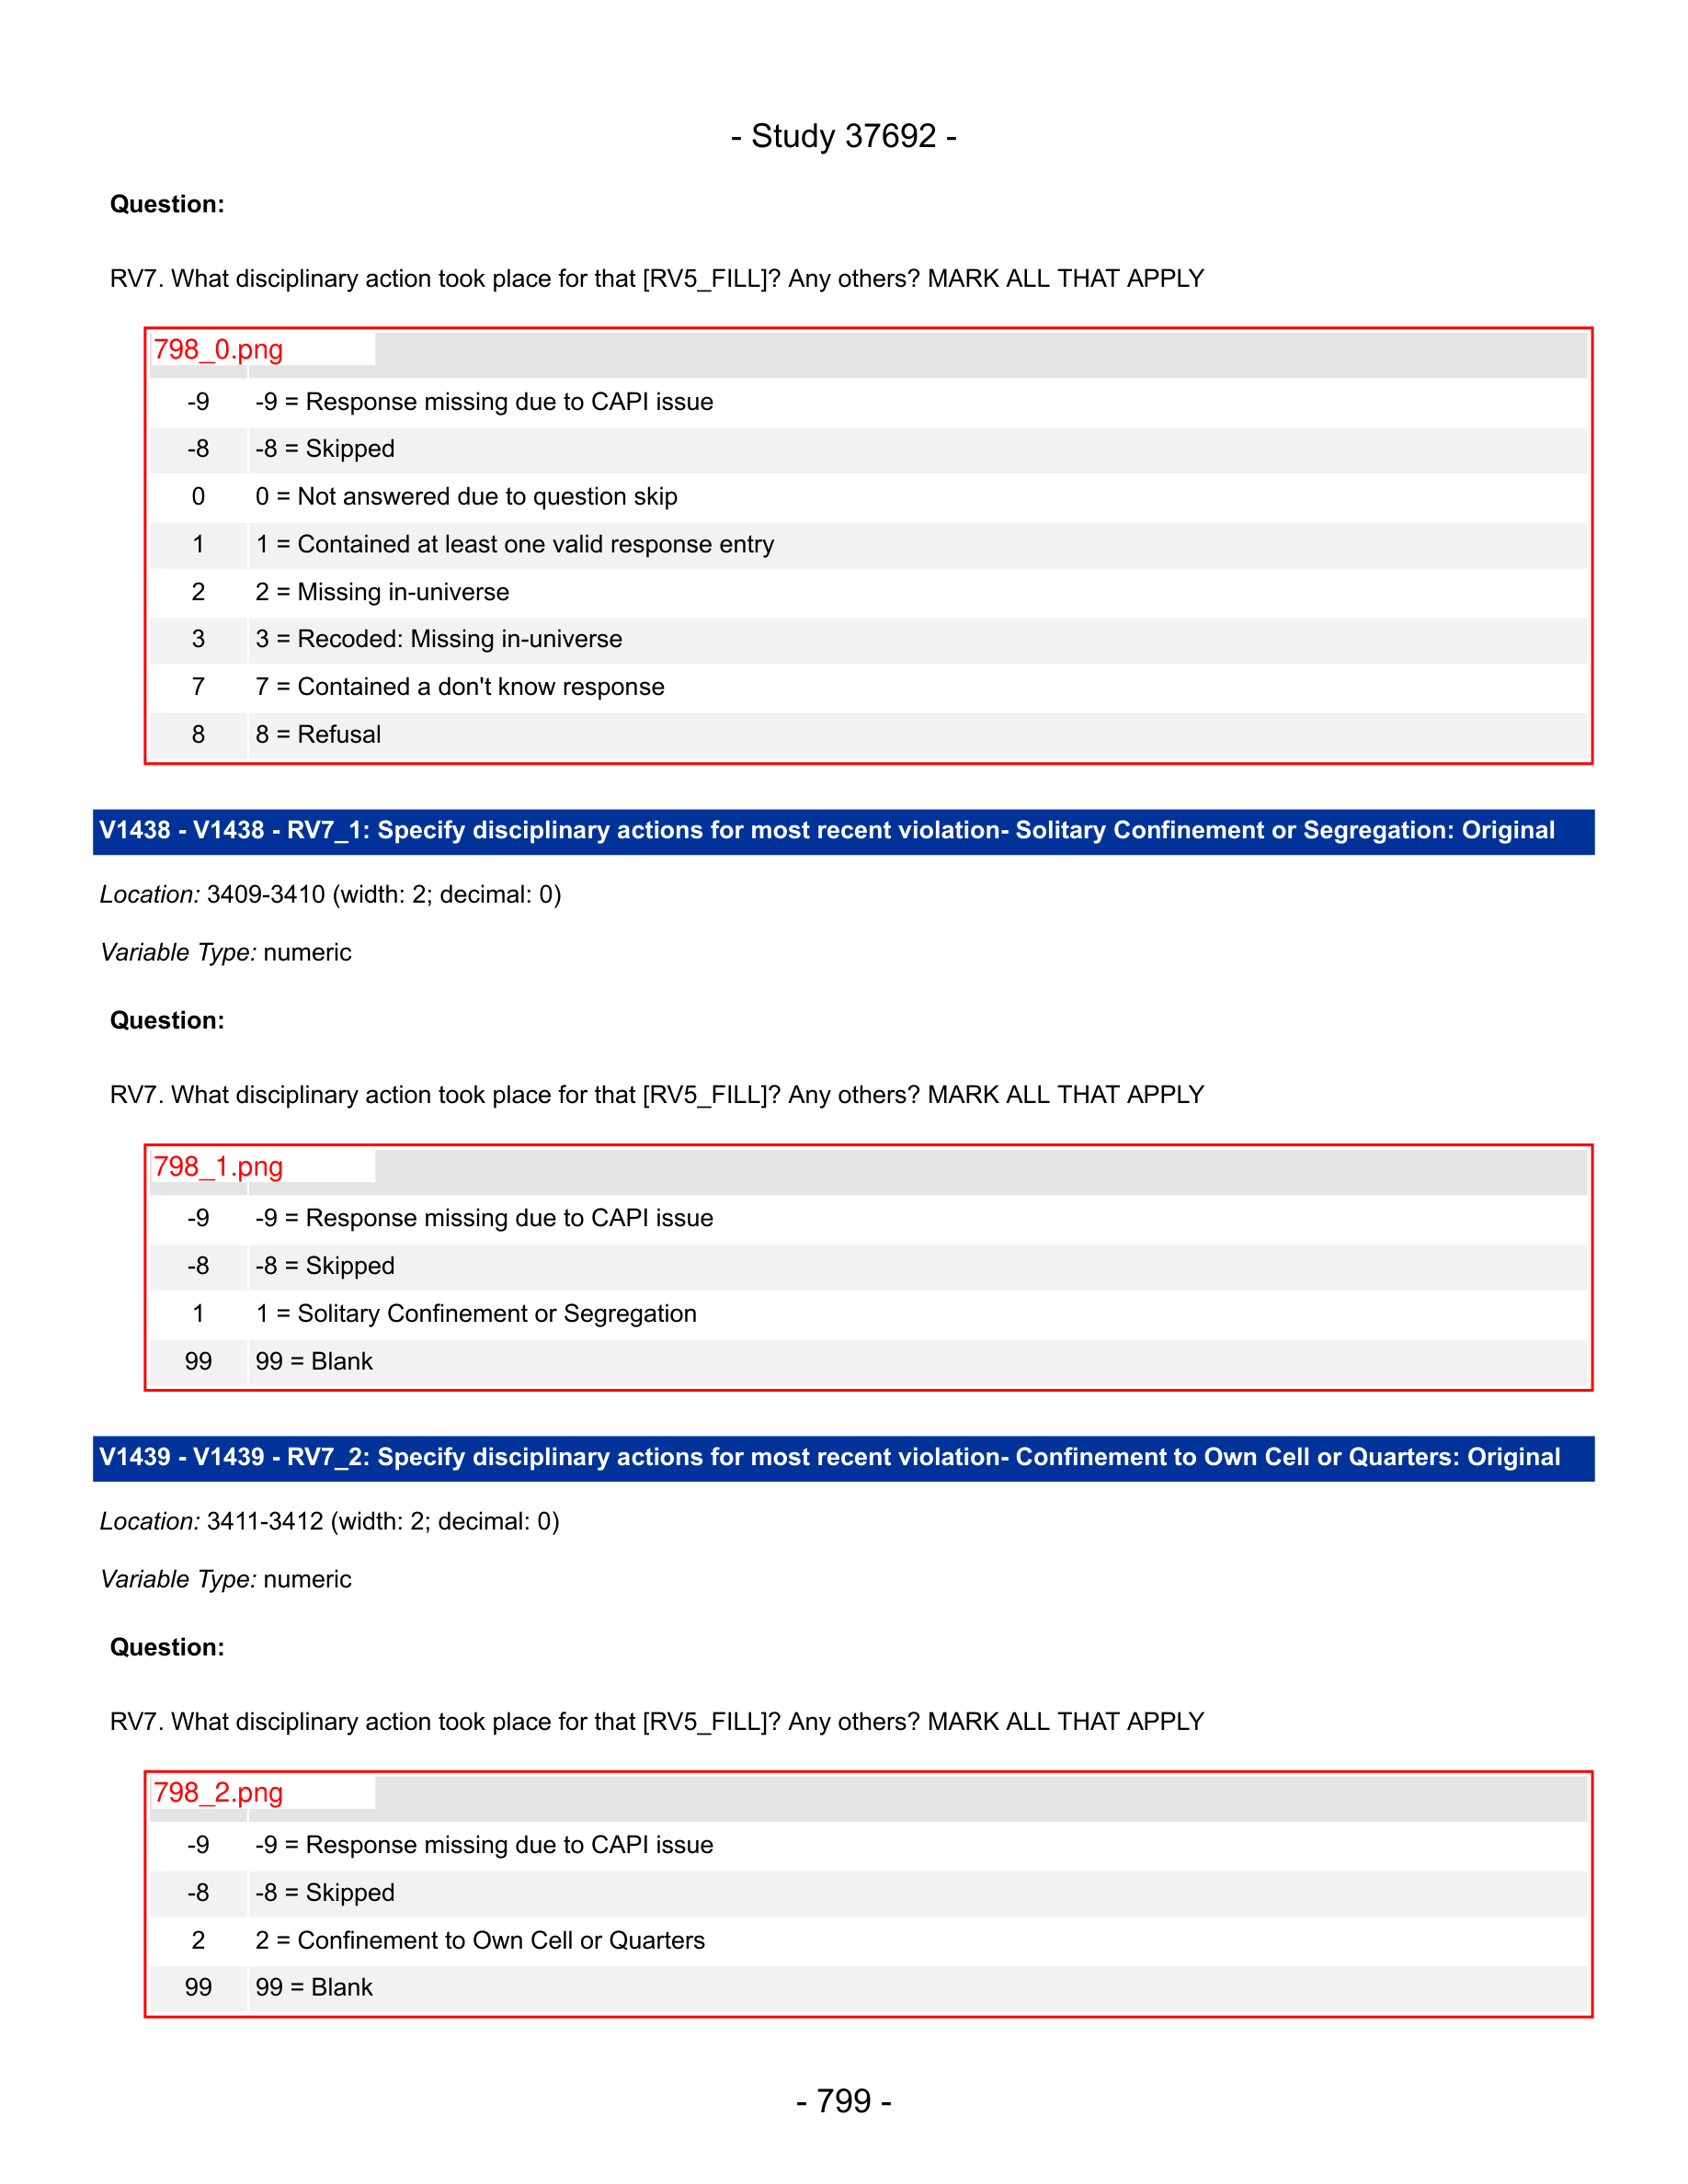 - Study 37692 -
Question:
RV7. What disciplinary action took place for that [RV5_FILL]? Any others? MARK ALL THAT APPLY
798_0.png
-9 -9 = Response missing due to CAPI issue
-8 -8 = Skipped
0 0 = Not answered due to question skip
1 1 = Contained at least one valid response entry
2 2 = Missing in-universe
3 3 = Recoded: Missing in-universe
7 7 = Contained a don't know response
8 8 = Refusal
V1438 - V1438 - RV7_1: Specify disciplinary actions for most recent violation- Solitary Confinement or Segregation: Original
Location: 3409-3410 (width: 2; decimal: 0)
Variable Type: numeric
Question:
RV7. What disciplinary action took place for that [RV5_FILL]? Any others? MARK ALL THAT APPLY
798_1.png
-9 -9 = Response missing due to CAPI issue
-8 -8 = Skipped
1 1 = Solitary Confinement or Segregation
99 99 = Blank
V1439 - V1439 - RV7_2: Specify disciplinary actions for most recent violation- Confinement to Own Cell or Quarters: Original
Location: 3411-3412 (width: 2; decimal: 0)
Variable Type: numeric
Question:
RV7. What disciplinary action took place for that [RV5_FILL]? Any others? MARK ALL THAT APPLY
798_2.png
-9 -9 = Response missing due to CAPI issue
-8 -8 = Skipped
2 2 = Confinement to Own Cell or Quarters
99 99 = Blank
- 799 -